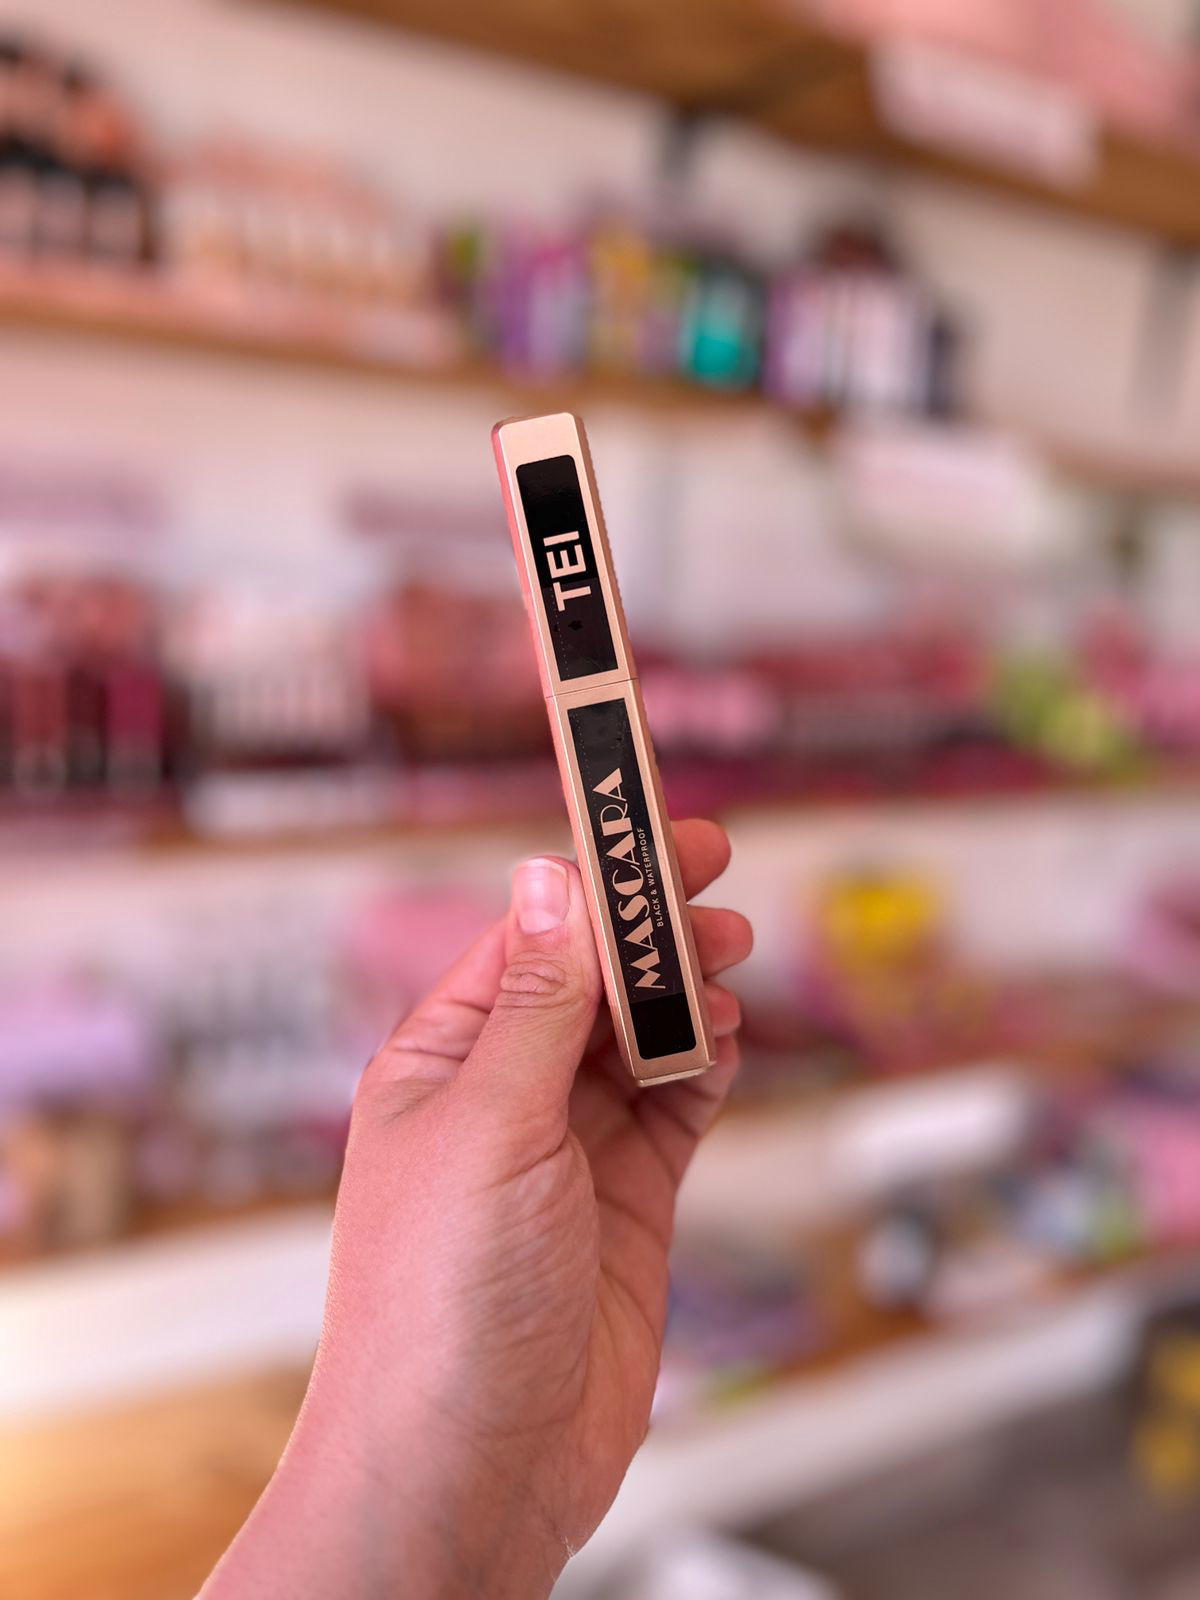 TEI
MASCARA
BLACK & WATERPROOF